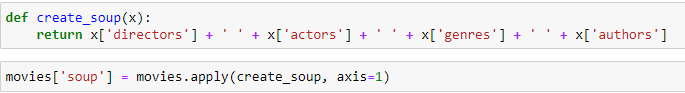 def create_soup(x):
    return x['directors'] + ' ' + x['actors'] + ' ' + x['genres'] + ' ' + x['authors']
movies['soup'] = movies.apply(create_soup, axis=1)